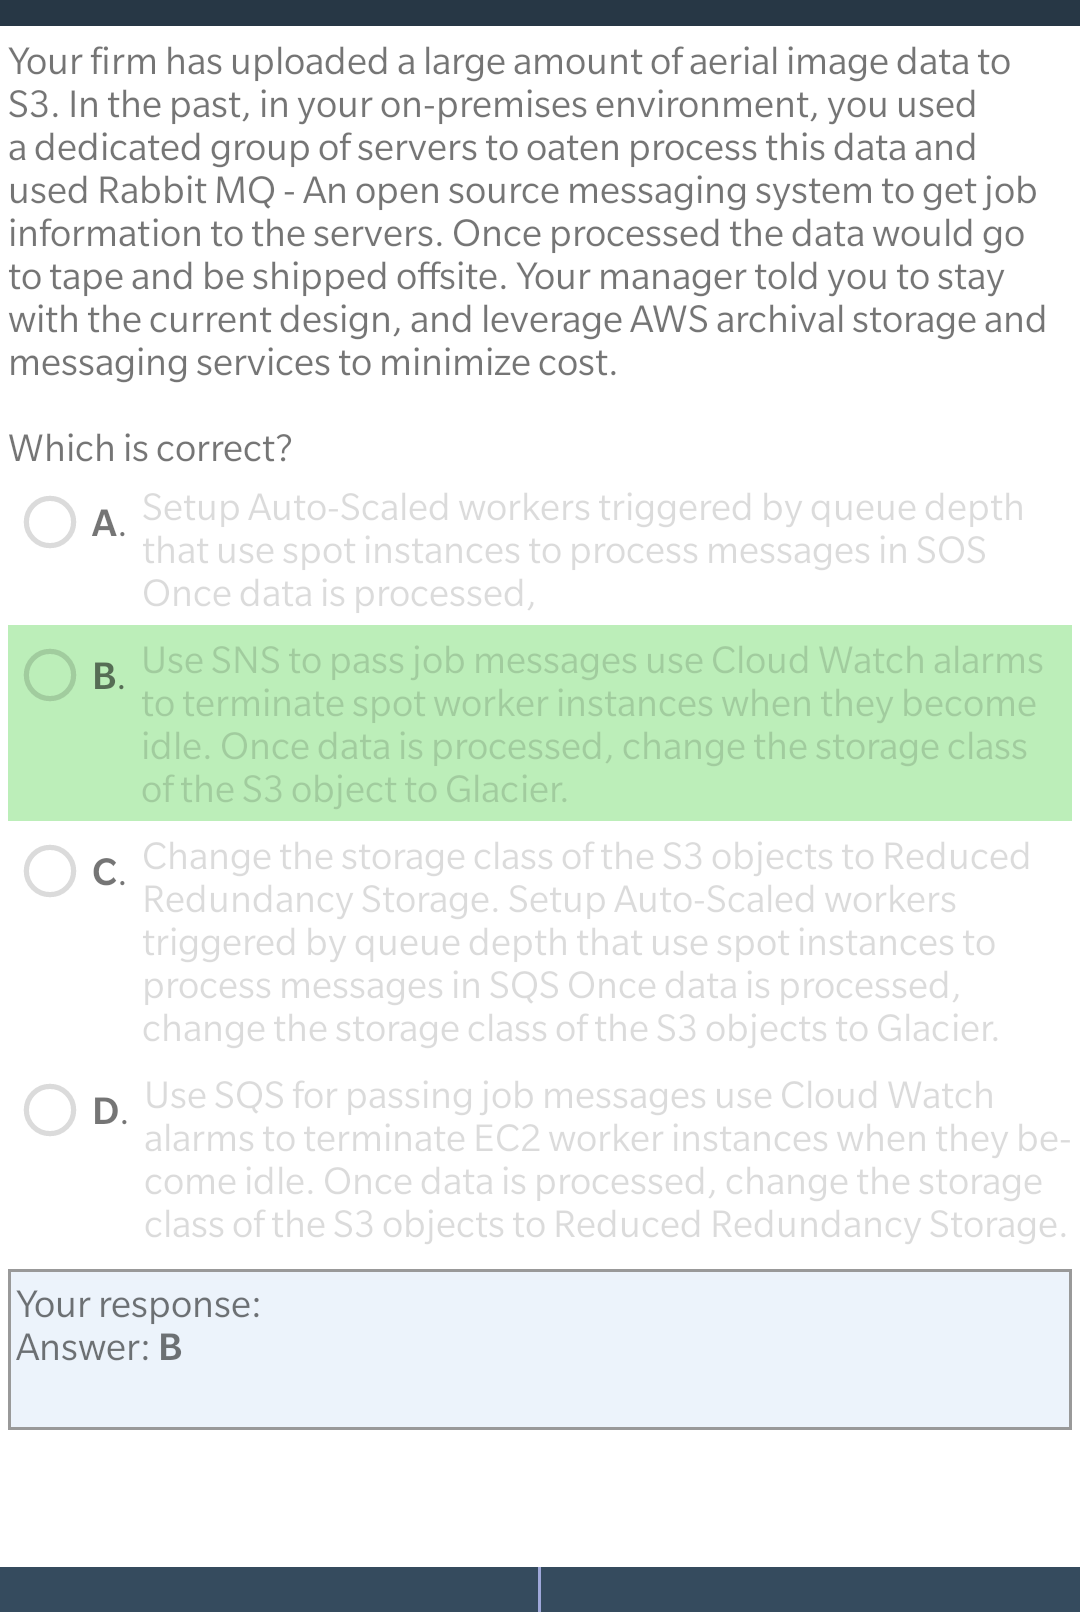 Your firm has uploaded a large amount of aerial image data to
S3. In the past, in your on-premises environment, you used
a dedicated group of servers to oaten process this data and
used Rabbit MQ - An open source messaging system to get job
information to the servers. Once processed the data would go
to tape and be shipped offsite. Your manager told you to stay
with the current design, and leverage AWS archival storage and
messaging services to minimize cost.
Which is correct?
A. Setup Auto-Scaled workers triggered by queue depth
that use spot instances to process messages in SOS
Once data is processed,
B. Use SNS to pass job messages use Cloud Watch alarms
to terminate spot worker instances when they become
idle. Once data is processed, change the storage class
of the S3 object to Glacier.
C. Change the storage class of the S3 objects to Reduced
Redundancy Storage. Setup Auto-Scaled workers
triggered by queue depth that use spot instances to
process messages in SQS Once data is processed,
change the storage class of the S3 objects to Glacier.
D. Use SQS for passing job messages use Cloud Watch
alarms to terminate EC2 worker instances when they be-
come idle. Once data is processed, change the storage
class of the S3 objects to Reduced Redundancy Storage.
Your response:
Answer: B